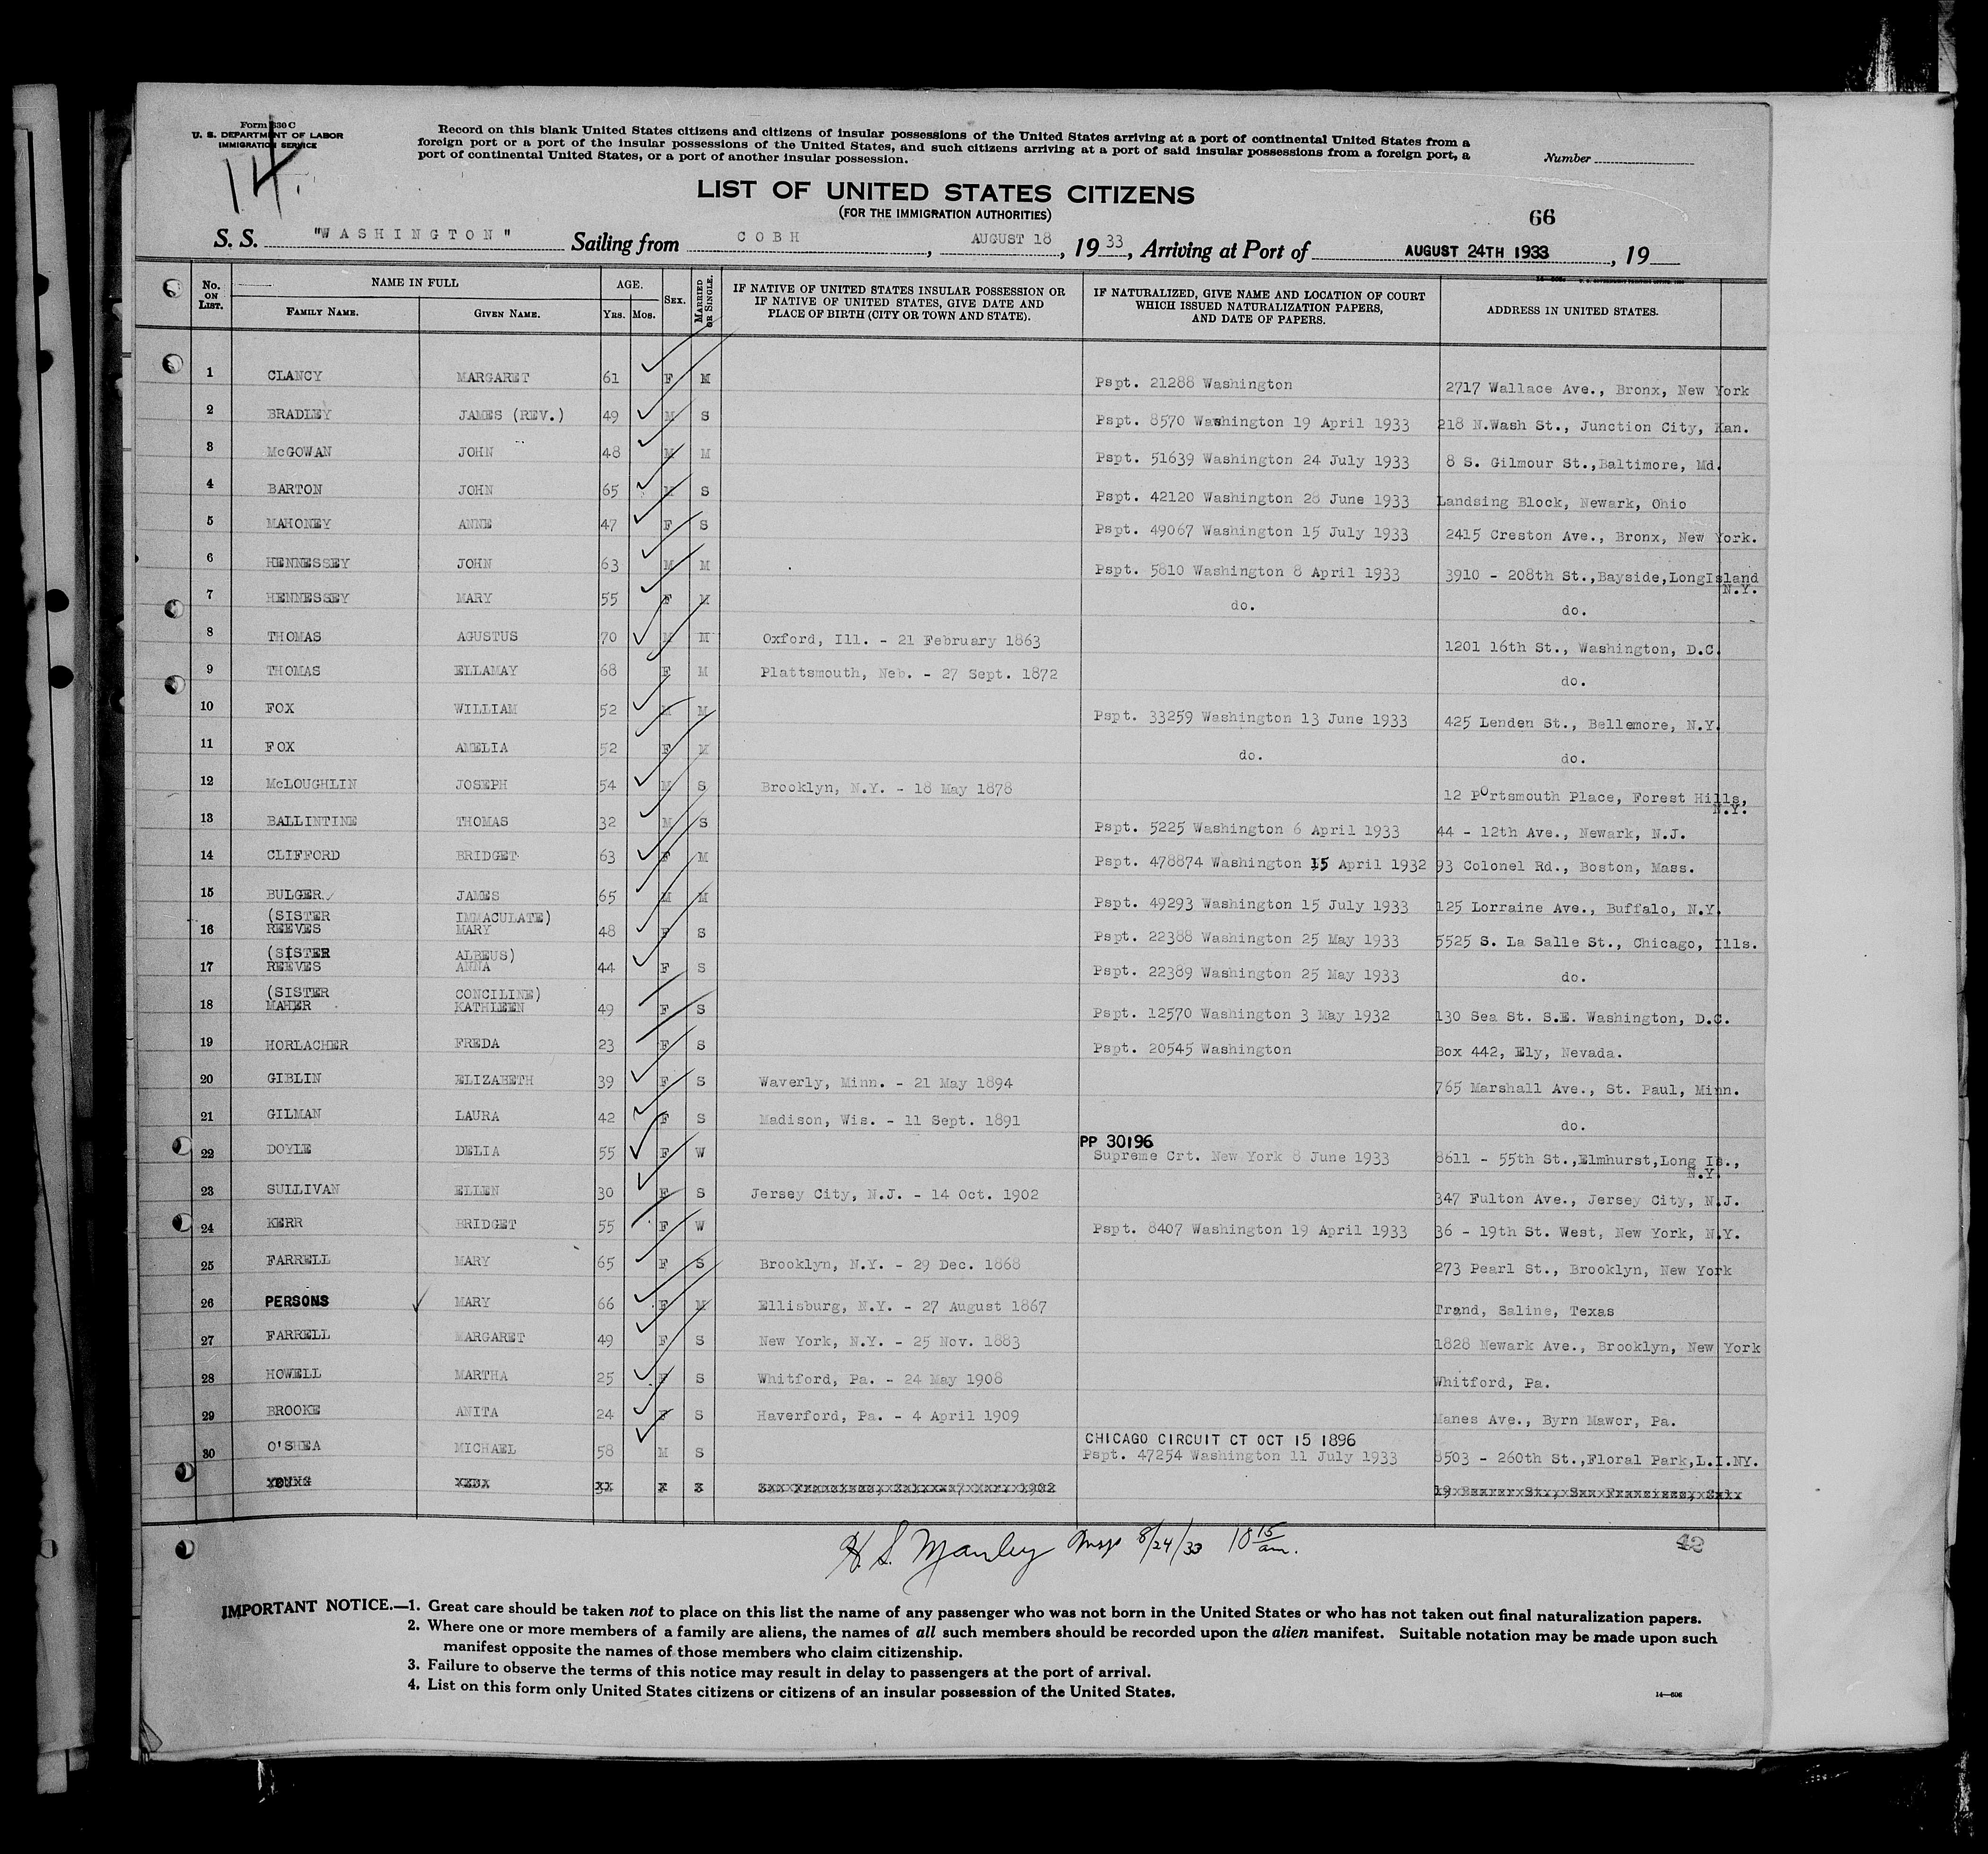 Form 630 C
U. S. DEPARTMENT OF LABOR
IMMIGRATION SERVICE
14.
Record on this blank United States citizens and citizens of insular possessions of the United States arriving at a port of continental United States from a
foreign port or a port of the insular possessions of the United States, and such citizens arriving at a port of said insular possessions from a foreign port, a
port of continental United States, or a port of another insular possession.
Number
LIST OF UNITED STATES CITIZENS
(FOR THE IMMIGRATION AUTHORITIES)
66
S. S. "WASHINGTON" Sailing from COBH, AUGUST 18, 1933, Arriving at Port of AUGUST 24TH 1933, 19
No. ON LIST. NAME IN FULL FAMILY NAME. GIVEN NAME. AGE. Yrs. Mos. SEX. MARRIED OR SINGLE. IF NATIVE OF UNITED STATES INSULAR POSSESSION OR IF NATIVE OF UNITED STATES, GIVE DATE AND PLACE OF BIRTH (CITY OR TOWN AND STATE). IF NATURALIZED, GIVE NAME AND LOCATION OF COURT WHICH ISSUED NATURALIZATION PAPERS, AND DATE OF PAPERS. ADDRESS IN UNITED STATES.
1 CLANCY MARGARET 61 F M Pspt. 21288 Washington 2717 Wallace Ave., Bronx, New York
2 BRADLEY JAMES (REV.) 49 M S Pspt. 8570 Washington 19 April 1933 218 N.Wash St., Junction City, Kan.
3 McGOWAN JOHN 48 M M Pspt. 51639 Washington 24 July 1933 8 S. Gilmour St.,Baltimore, Md.
4 BARTON JOHN 65 M S Pspt. 42120 Washington 28 June 1933 Landsing Block, Newark, Ohio
5 MAHONEY ANNE 47 F S Pspt. 49067 Washington 15 July 1933 2415 Creston Ave., Bronx, New York.
6 HENNESSEY JOHN 63 M M Pspt. 5810 Washington 8 April 1933 3910 - 208th St.,Bayside,LongIsland N.Y.
7 HENNESSEY MARY 55 F M do. do.
8 THOMAS AGUSTUS 70 M M Oxford, Ill. - 21 February 1863 1201 16th St., Washington, D.C.
9 THOMAS ELLAMAY 68 F M Plattsmouth, Neb. - 27 Sept. 1872 do.
10 FOX WILLIAM 52 M M Pspt. 33259 Washington 13 June 1933 425 Lenden St., Bellemore, N.Y.
11 FOX AMELIA 52 F M do. do.
12 McLOUGHLIN JOSEPH 54 M S Brooklyn, N.Y. - 18 May 1878 12 Portsmouth Place, Forest Hills, N.Y.
13 BALLINTINE THOMAS 32 M S Pspt. 5225 Washington 6 April 1933 44 - 12th Ave., Newark, N.J.
14 CLIFFORD BRIDGET 63 F M Pspt. 478874 Washington 15 April 1932 93 Colonel Rd., Boston, Mass.
15 BULGER JAMES 65 M M Pspt. 49293 Washington 15 July 1933 125 Lorraine Ave., Buffalo, N.Y.
(SISTER IMMACULATE)
16 REEVES MARY 48 F S Pspt. 22388 Washington 25 May 1933 5525 S. La Salle St., Chicago, Ills.
(SISTER ALBEUS)
17 REEVES ANNA 44 F S Pspt. 22389 Washington 25 May 1933 do.
(SISTER CONCILINE)
18 MAHER KATHLEEN 49 F S Pspt. 12570 Washington 3 May 1932 130 Sea St. S.E. Washington, D.C.
19 HORLACHER FREDA 23 F S Pspt. 20545 Washington Box 442, Ely, Nevada.
20 GIBLIN ELIZABETH 39 F S Waverly, Minn. - 21 May 1894 765 Marshall Ave., St. Paul, Minn.
21 GILMAN LAURA 42 F S Madison, Wis. - 11 Sept. 1891 do.
PP 30196
22 DOYLE DELIA 55 F W Supreme Crt. New York 8 June 1933 8611 - 55th St.,Elmhurst,Long Is., N.Y.
23 SULLIVAN ELLEN 30 F S Jersey City, N.J. - 14 Oct. 1902 347 Fulton Ave., Jersey City, N.J.
24 KERR BRIDGET 55 F W Pspt. 8407 Washington 19 April 1933 36 - 19th St. West, New York, N.Y.
25 FARRELL MARY 65 F S Brooklyn, N.Y. - 29 Dec. 1868 273 Pearl St., Brooklyn, New York
26 PERSONS MARY 66 F M Ellisburg, N.Y. - 27 August 1867 Trand, Saline, Texas
27 FARRELL MARGARET 49 F S New York, N.Y. - 25 Nov. 1883 1828 Newark Ave., Brooklyn, New York
28 HOWELL MARTHA 25 F S Whitford, Pa. - 24 May 1908 Whitford, Pa.
29 BROOKE ANITA 24 F S Haverford, Pa. - 4 April 1909 Manes Ave., Byrn Mawor, Pa.
CHICAGO CIRCUIT CT OCT 15 1896
30 O'SHEA MICHAEL 58 M S Pspt. 47254 Washington 11 July 1933 8503 - 260th St.,Floral Park,L.I.NY.
H. S. Manley 8/24/33 10 15 am.
42
IMPORTANT NOTICE.—1. Great care should be taken not to place on this list the name of any passenger who was not born in the United States or who has not taken out final naturalization papers.
2. Where one or more members of a family are aliens, the names of all such members should be recorded upon the alien manifest. Suitable notation may be made upon such
manifest opposite the names of those members who claim citizenship.
3. Failure to observe the terms of this notice may result in delay to passengers at the port of arrival.
4. List on this form only United States citizens or citizens of an insular possession of the United States.
14—606